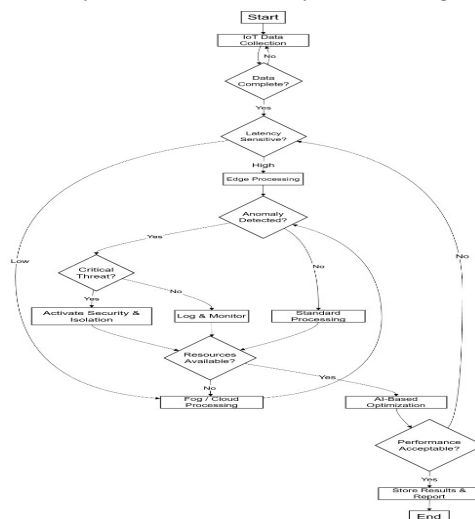 Start
IoT Data
Collection
No
Data
Complete?
Yes
Latency
Sensitive?
High
Edge Processing
Anomaly
Detected?
Yes
Low
No
Critical
Threat?
No
Yes
No
Activate Security &
Isolation
Log & Monitor
Standard
Processing
Resources
Available?
Yes
No
Fog / Cloud
Processing
AI-Based
Optimization
Performance
Acceptable?
Yes
Store Results &
Report
End